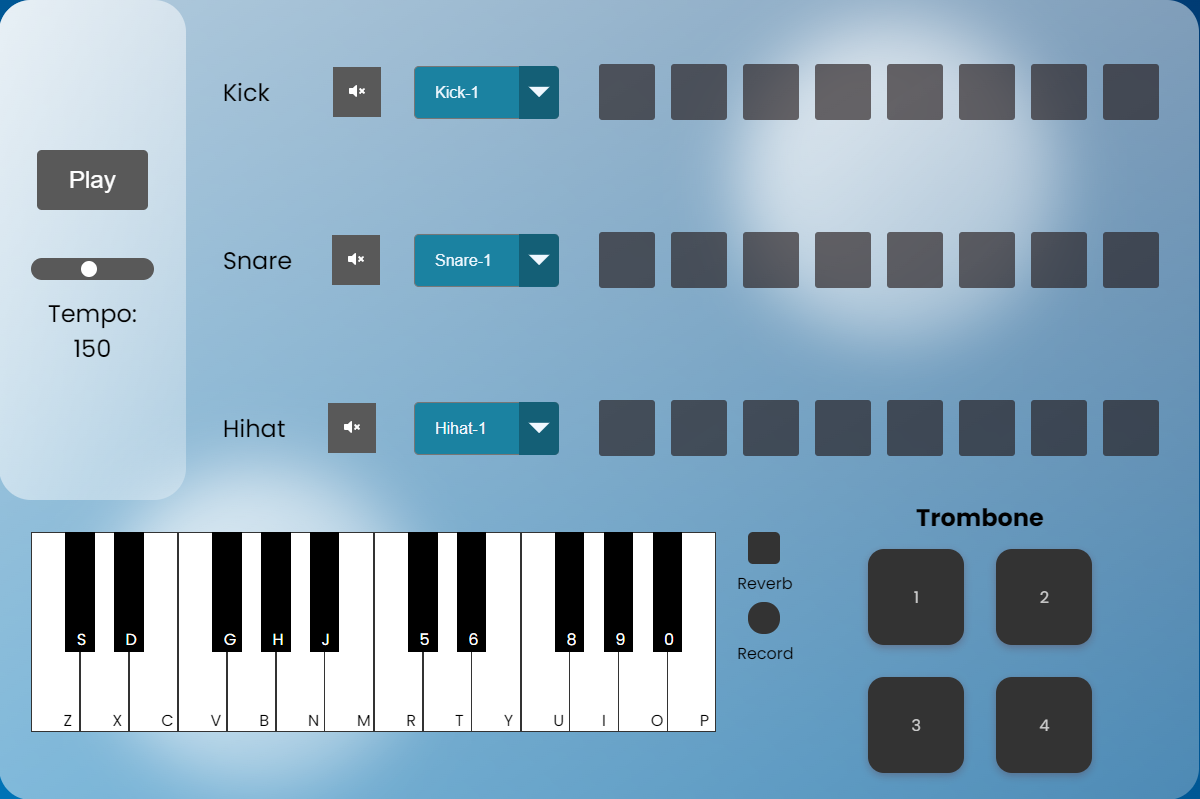 Kick
Kick-1
Play
Snare
Snare-1
Tempo:
150
Hihat
Hihat-1
Trombone
S D G H J 5 6 8 9 0
Z X C V B N M R T Y U I O P
Reverb
Record
1 2
3 4